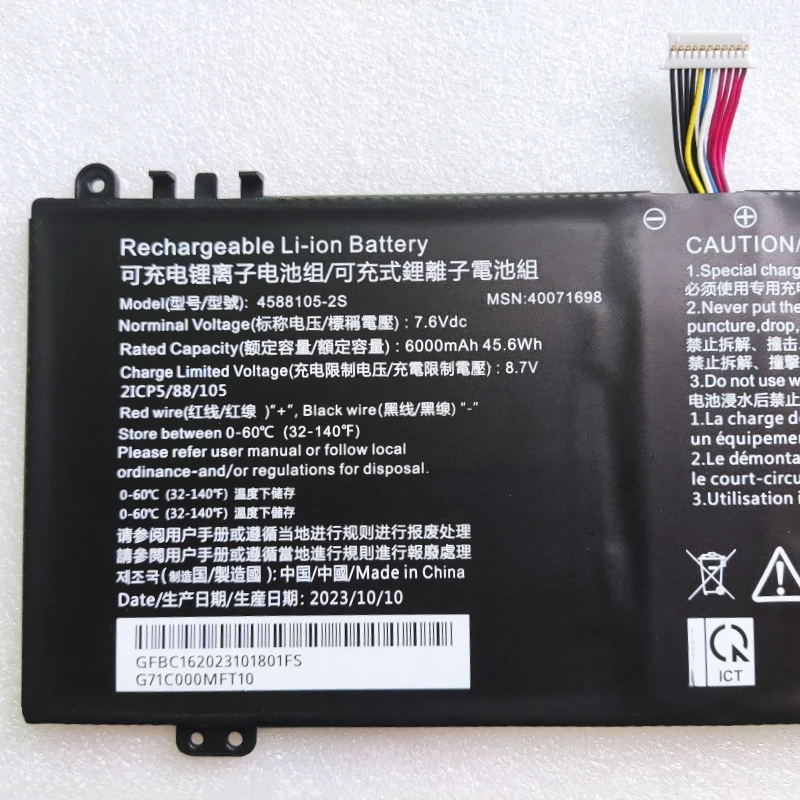 Rechargeable Li-ion Battery
可充电锂离子电池组/可充式鋰離子電池組
Model(型号/型號): 4588105-2S
MSN:40071698
Norminal Voltage(标称电压/標稱電壓) : 7.6Vdc
Rated Capacity(额定容量/額定容量) : 6000mAh 45.6Wh
Charge Limited Voltage(充电限制电压/充電限制電壓) : 8.7V
2ICP5/88/105
Red wire(红线/红線 )"+", Black wire(黑线/黑線) "-"
Store between 0-60℃ (32-140℉)
Please refer user manual or follow local
ordinance-and/or regulations for disposal.
0-60℃ (32-140℉) 温度下储存
0-60℃ (32-140℉) 溫度下儲存
请参阅用户手册或遵循当地进行规则进行报废处理
請參閱用戶手冊或遵循當地進行規則進行報廢處理
제조국(制造国/製造國 ):中国/中國/Made in China
Date/生产日期/生產日期: 2023/10/10
GFBC162023101801FS
G71C000MFT10
CAUTION/
1.Special charg
必须使用专用充电
2.Never put the
puncture,drop,
禁止拆解、撞击、
禁止拆解、撞擊
3.Do not use w
电池浸水后禁止
1.La charge de
un équipemen
2.Le démonta
le court-circu
3.Utilisation i
ICT